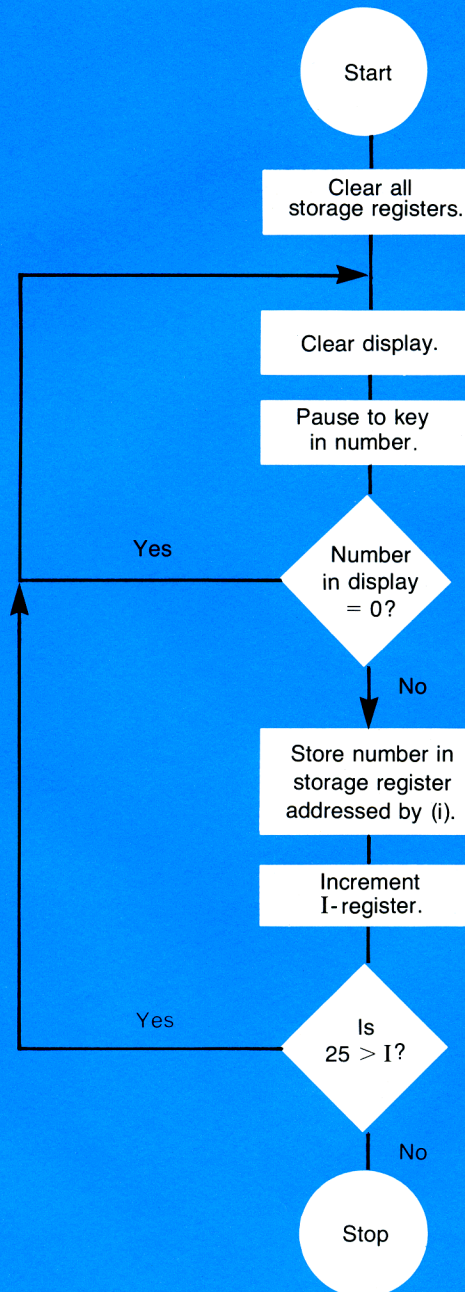 Start
Clear all
storage registers.
Clear display.
Pause to key
in number.
Yes
Number
in display
= 0?
No
Store number in
storage register
addressed by (i).
Increment
I-register.
Yes
Is
25 > I?
No
Stop